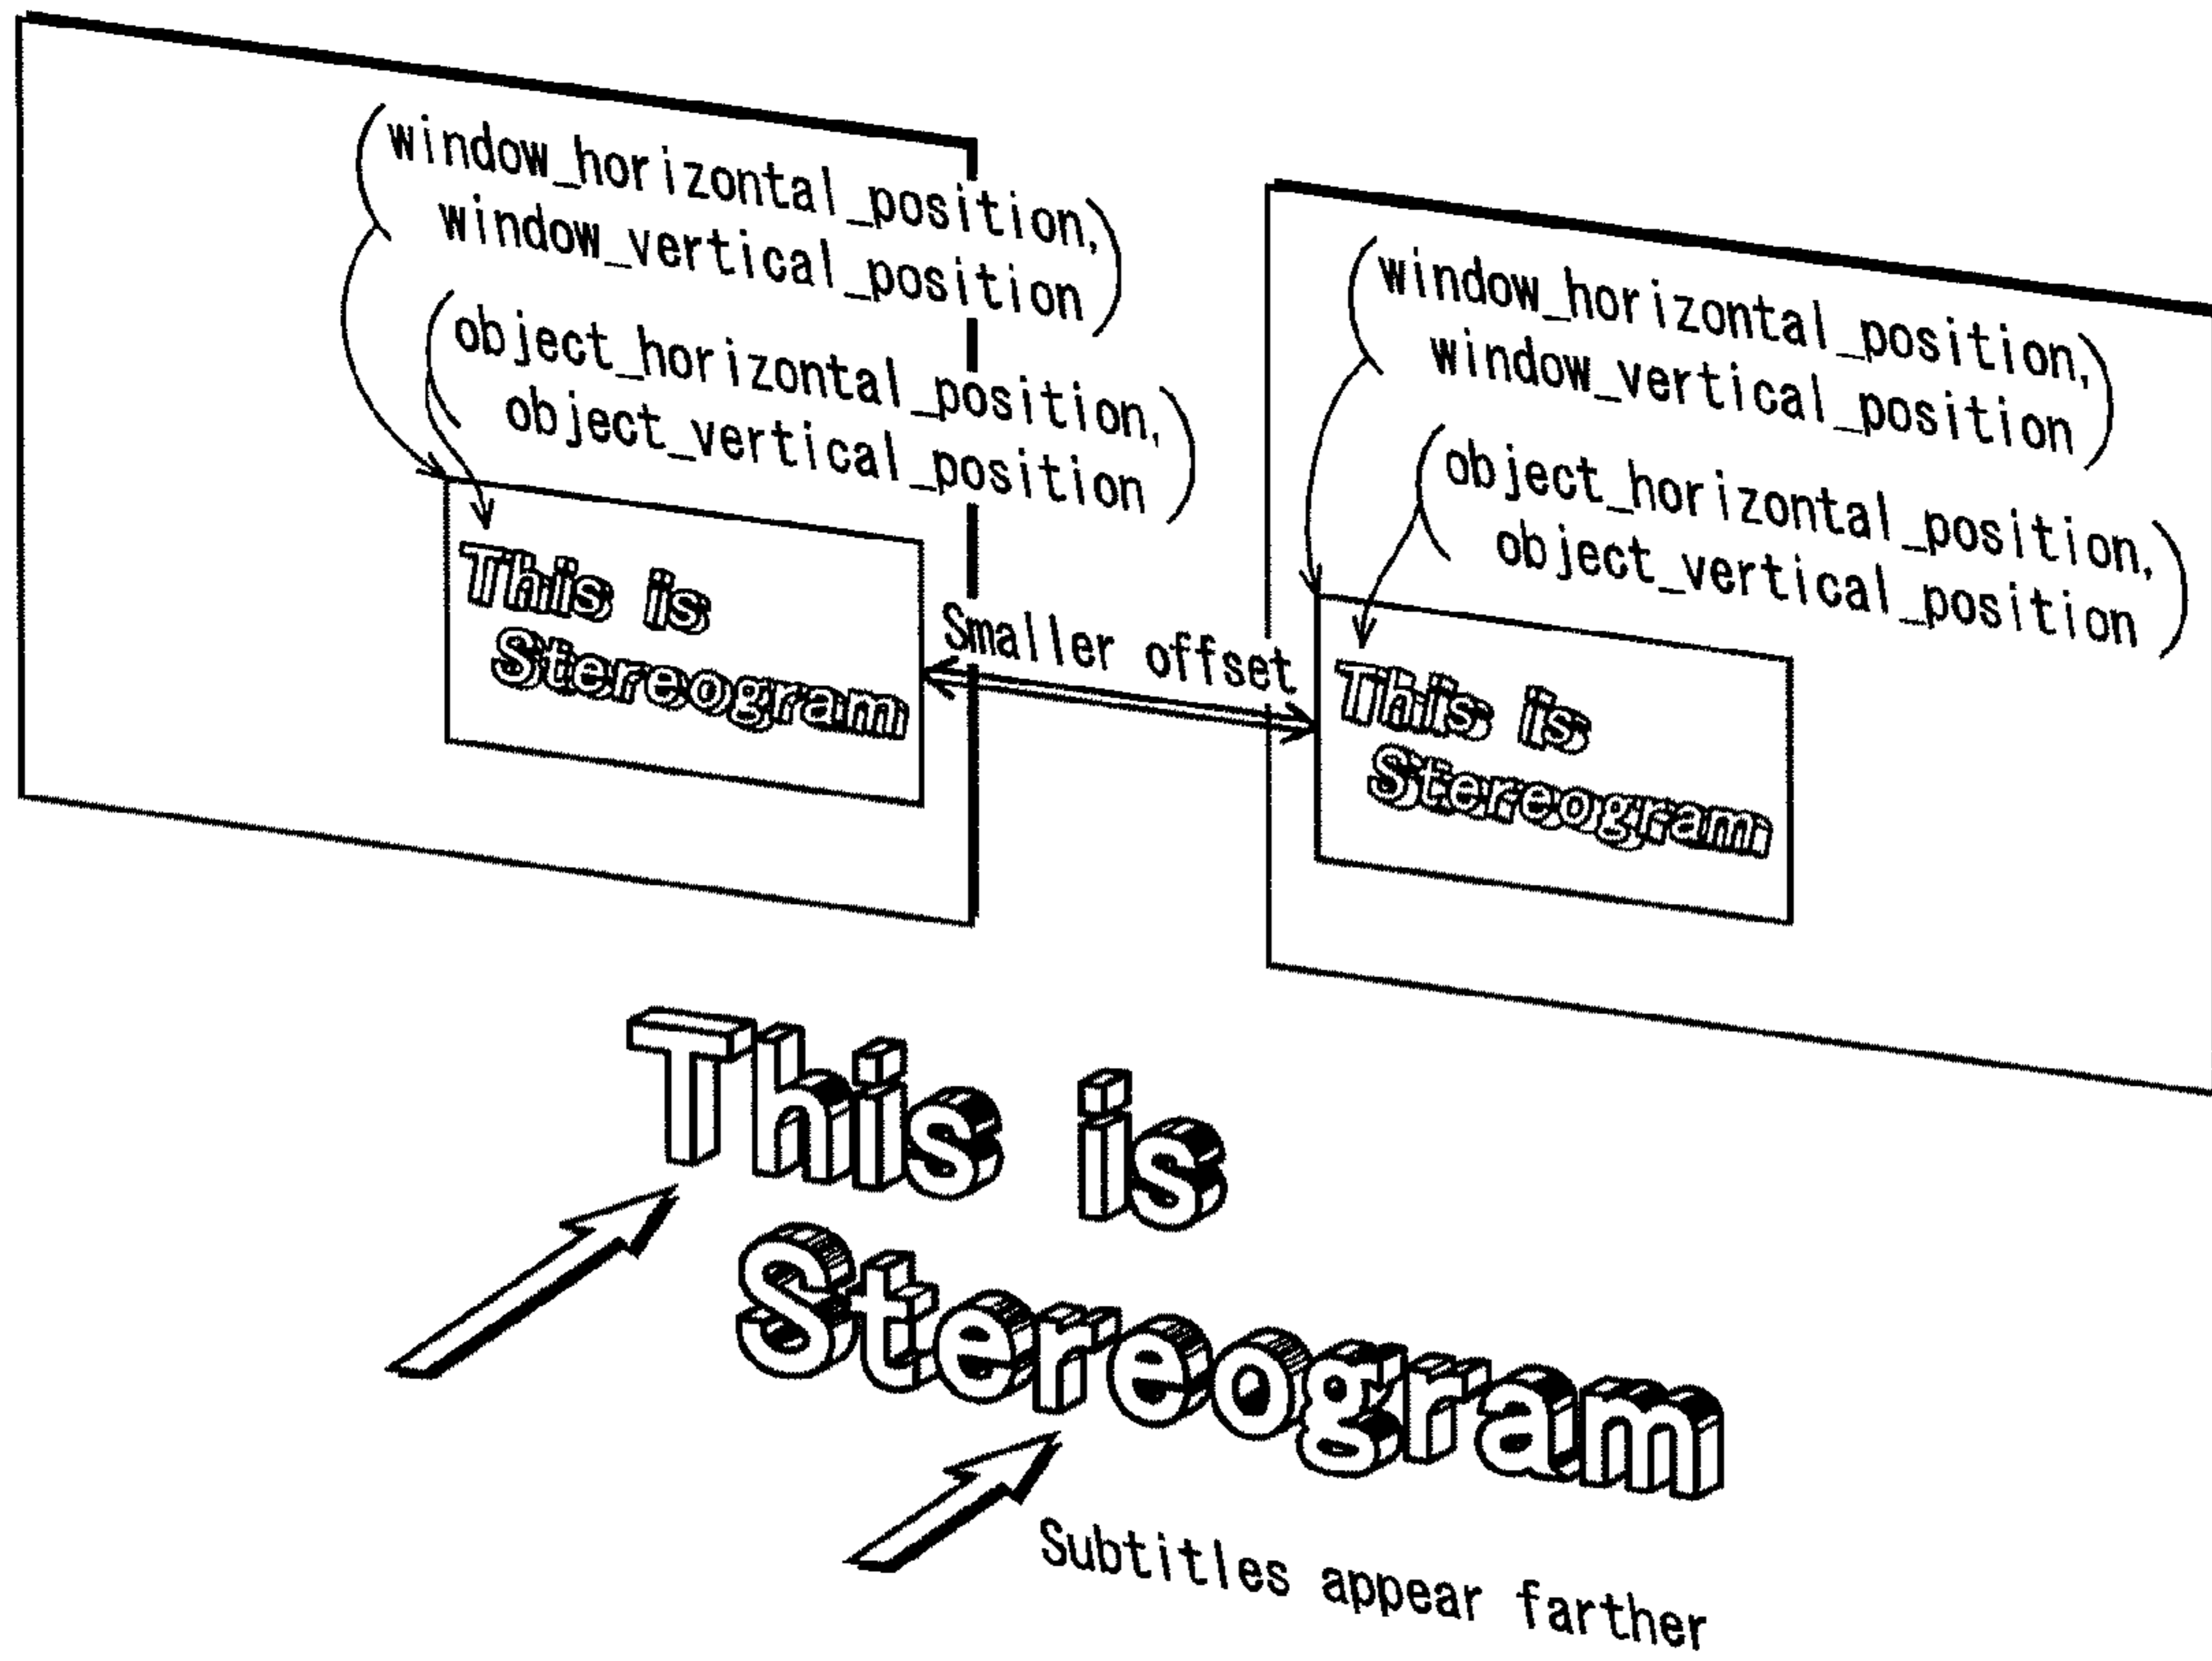 (window_horizontal_position,
window_vertical_position)
(object_horizontal_position,
object_vertical_position)
This is
Stereogram
Smaller offset
(window_horizontal_position,
window_vertical_position)
(object_horizontal_position,
object_vertical_position)
This is
Stereogram
This is
Stereogram
Subtitles appear farther